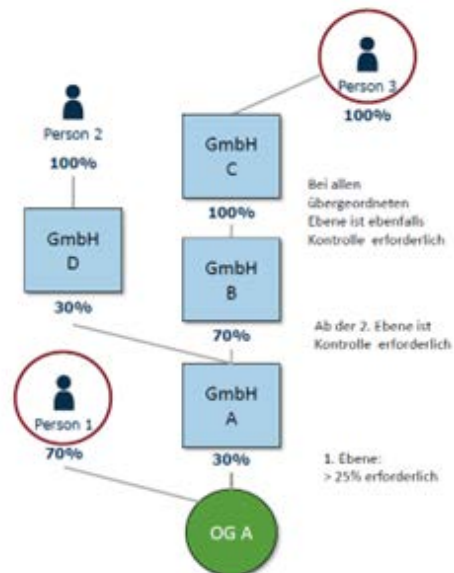 Person 3
100%
Person 2
100%
GmbH
C
100%
Bei allen
übergeordneten
Ebene ist ebenfalls
Kontrolle erforderlich
GmbH
D
30%
GmbH
B
70%
Ab der 2. Ebene ist
Kontrolle erforderlich
Person 1
70%
GmbH
A
30%
1. Ebene:
> 25% erforderlich
OG A